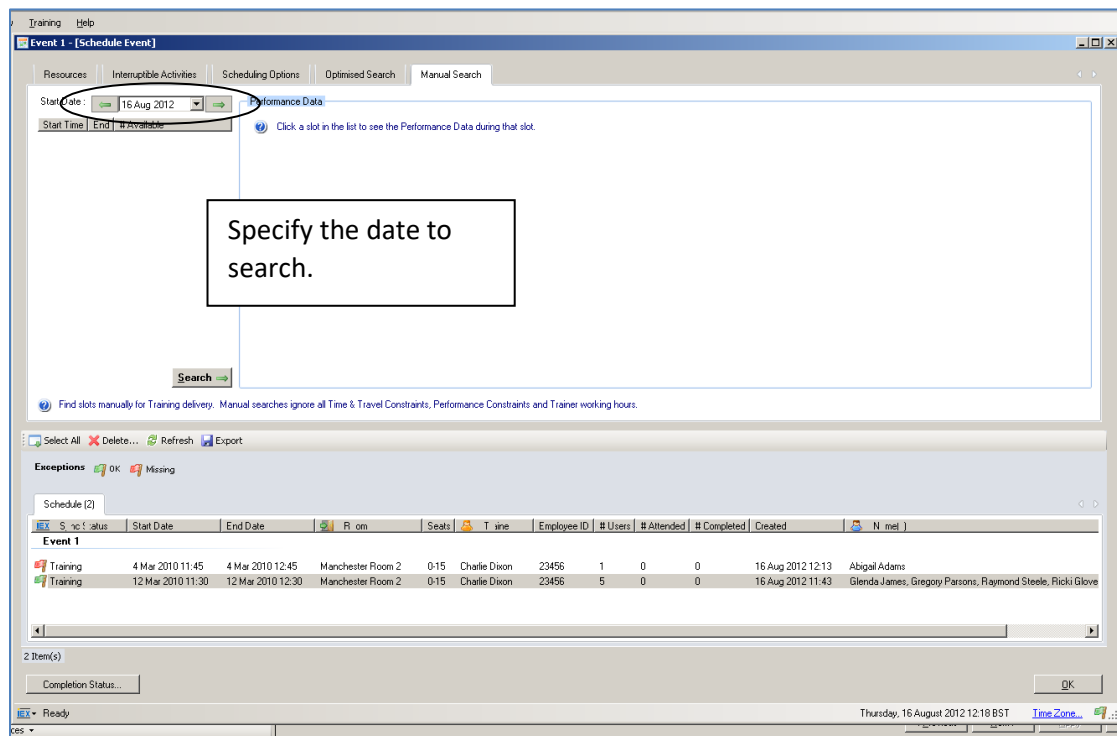 Training Help
Event 1 - [Schedule Event]
Resources Interruptible Activities Scheduling Options Optimised Search Manual Search
Start Date : 16 Aug 2012 Performance Data
Start Time End # Available Click a slot in the list to see the Performance Data during that slot.
Specify the date to
search.
Search
Find slots manually for Training delivery. Manual searches ignore all Time & Travel Constraints, Performance Constraints and Trainer working hours.
Select All Delete... Refresh Export
Exceptions OK Missing
Schedule (2)
IEX Start Date End Date Seats Employee ID # Users # Attended # Completed Created
Event 1
Training 4 Mar 2010 11:45 4 Mar 2010 12:45 Manchester Room 2 0-15 Charlie Dixon 23456 1 0 0 16 Aug 2012 12:13 Abigail Adams
Training 12 Mar 2010 11:30 12 Mar 2010 12:30 Manchester Room 2 0-15 Charlie Dixon 23456 5 0 0 16 Aug 2012 11:43 Glenda James, Gregory Parsons, Raymond Steele, Ricki Glove
2 Item(s)
Completion Status... OK
IEX Ready Thursday, 16 August 2012 12:18 BST Time Zone...